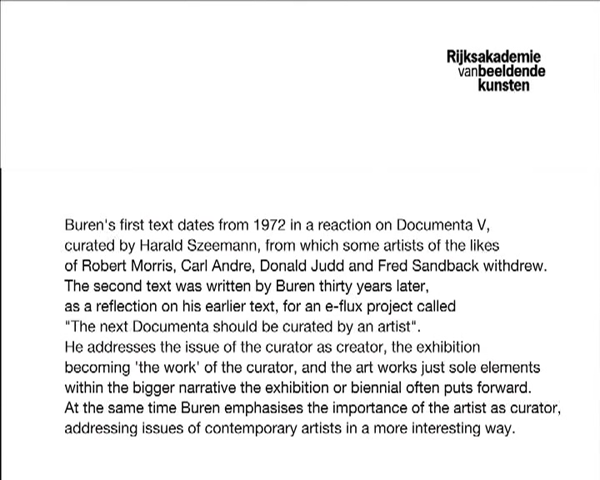 Rijksakademie
vanbeeldende
kunsten
Buren's first text dates from 1972 in a reaction on Documenta V,
curated by Harald Szeemann, from which some artists of the likes
of Robert Morris, Carl Andre, Donald Judd and Fred Sandback withdrew.
The second text was written by Buren thirty years later,
as a reflection on his earlier text, for an e-flux project called
"The next Documenta should be curated by an artist".
He addresses the issue of the curator as creator, the exhibition
becoming 'the work' of the curator, and the art works just sole elements
within the bigger narrative the exhibition or biennial often puts forward.
At the same time Buren emphasises the importance of the artist as curator,
addressing issues of contemporary artists in a more interesting way.